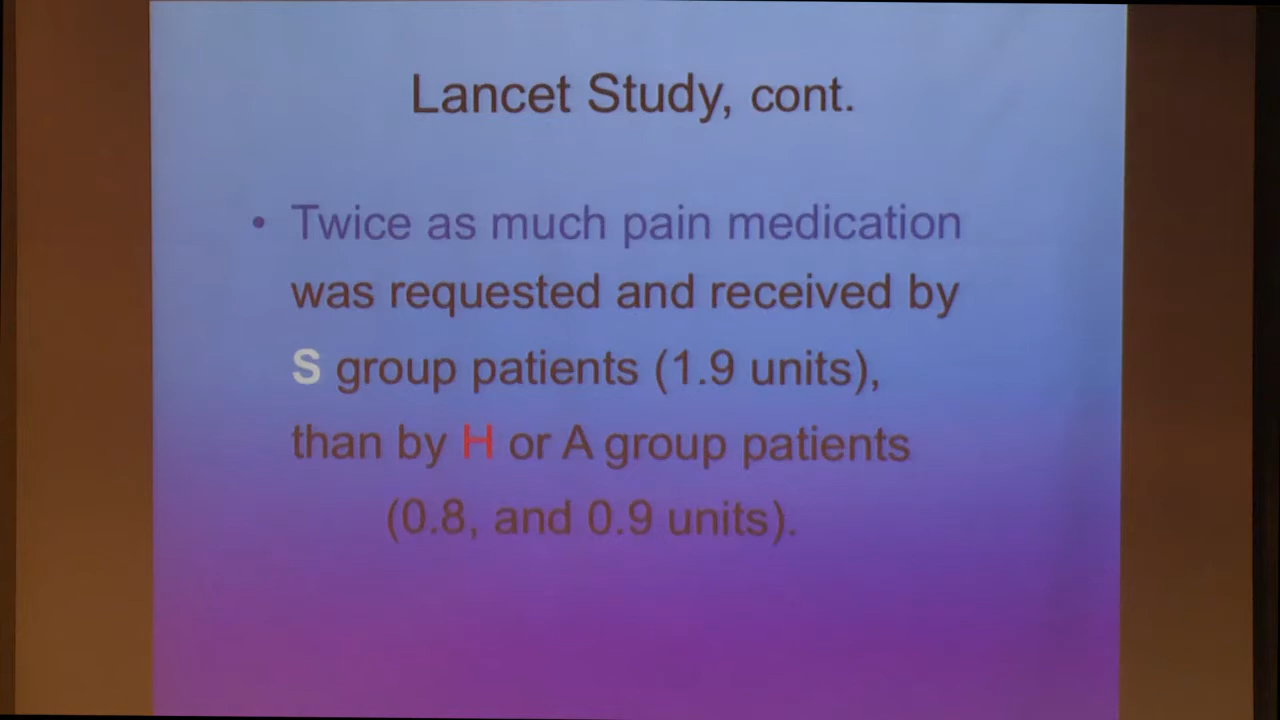 Lancet Study, cont.
• Twice as much pain medication
was requested and received by
S group patients (1.9 units),
than by H or A group patients
(0.8, and 0.9 units).